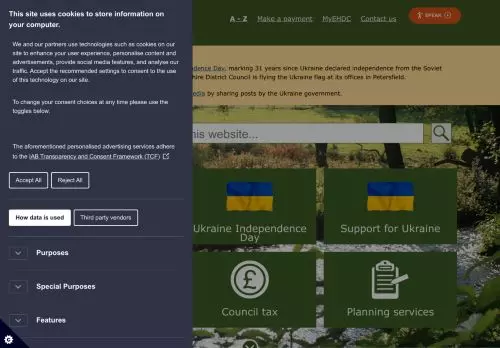 This site uses cookies to store information on
your computer.
We and our partners use technologies such as cookies on our
site to enhance your user experience, personalise content and
advertisements, provide social media features, and analyse our
traffic. Accept the recommended settings to consent to the use
of this technology on our site.
To change your consent choices at any time please use the
toggles below.
The aforementioned personalised advertising services adhere
to the IAB Transparency and Consent Framework (TCF)
Accept All
Reject All
How data is used
Third party vendors
Purposes
Special Purposes
Features
A - Z
Make a payment
MyEHDC
Contact us
SPEAK
ndence Day, marking 31 years since Ukraine declared independence from the Soviet
hire District Council is flying the Ukraine flag at its offices in Petersfield.
edia by sharing posts by the Ukraine government.
this website...
Ukraine Independence
Day
Support for Ukraine
Council tax
Planning services